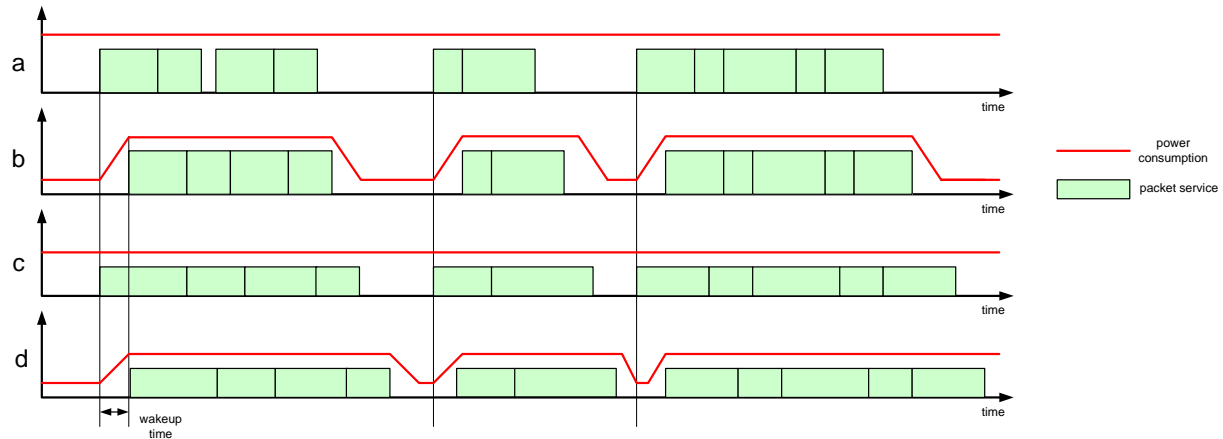 a
time
b
time
c
time
d
time
wakeup
time
power
consumption
packet service